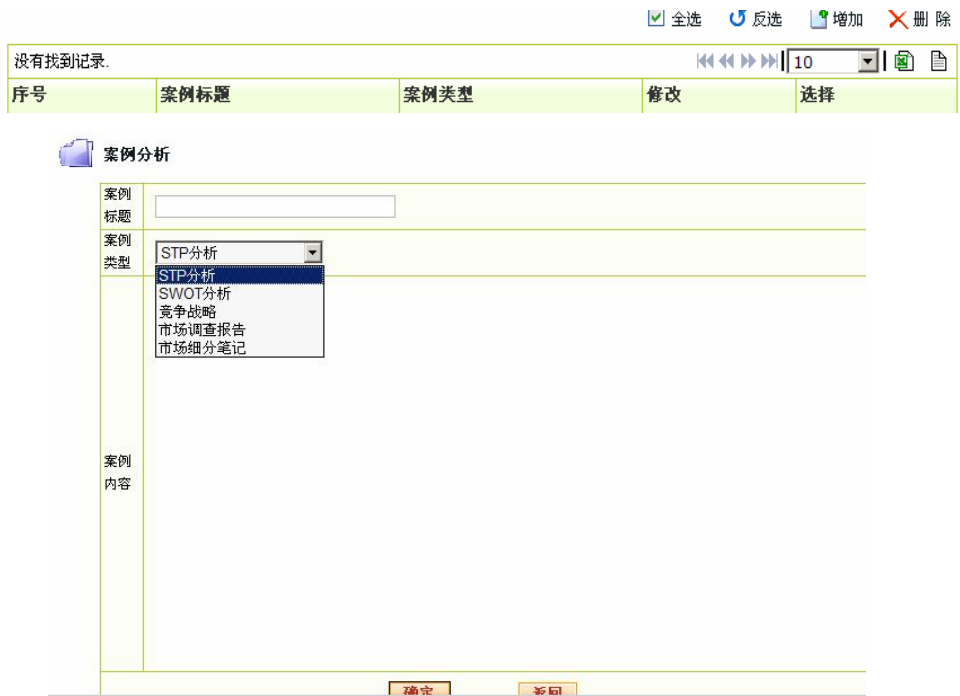 全选 反选 增加 删 除
没有找到记录. 10
序号 案例标题 案例类型 修改 选择
案例分析
案例
标题
案例
类型
STP分析
STP分析
SWOT分析
竞争战略
市场调查报告
市场细分笔记
案例
内容
确定 返回